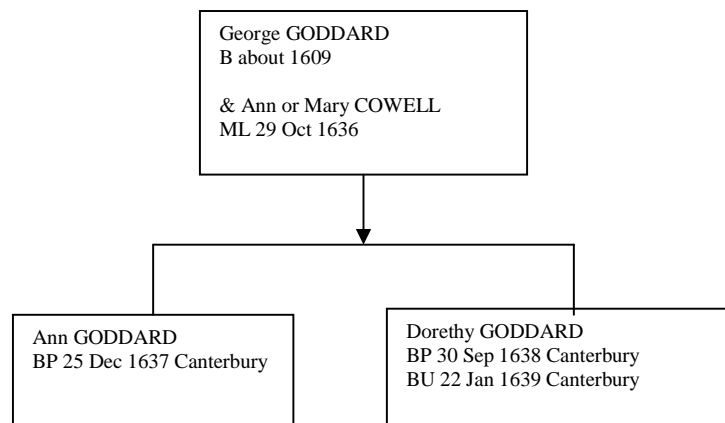 George GODDARD
B about 1609
& Ann or Mary COWELL
ML 29 Oct 1636
Ann GODDARD
BP 25 Dec 1637 Canterbury
Dorethy GODDARD
BP 30 Sep 1638 Canterbury
BU 22 Jan 1639 Canterbury